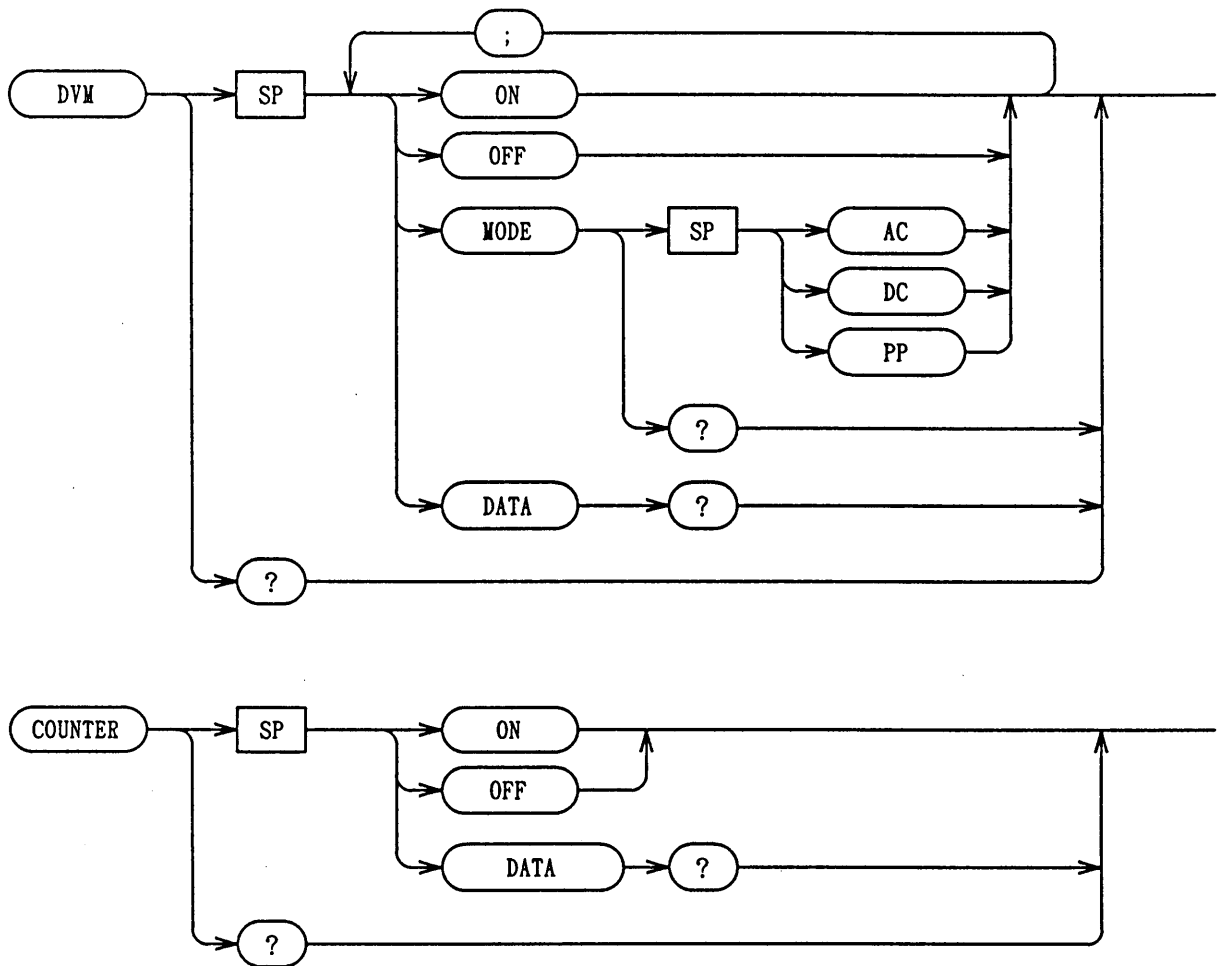 ;
DVM SP ON
OFF
MODE SP AC
DC
PP
?
DATA ?
?
COUNTER SP ON
OFF
DATA ?
?